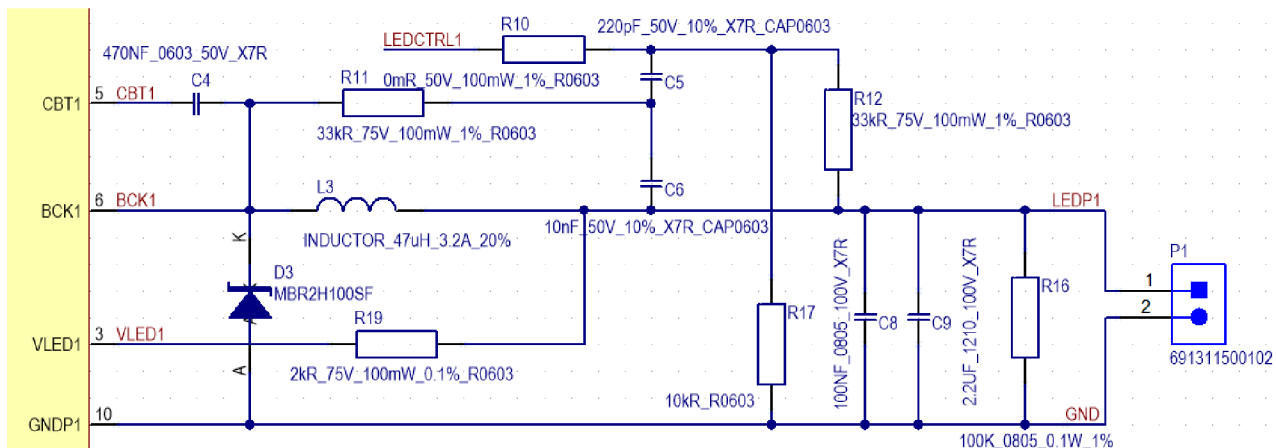 R10
220pF_50V_10%_X7R_CAP0603
LEDCTRL1
470NF_0603_50V_X7R
C4
R11
0mR_50V_100mW_1%_R0603
C5
CBT1
5
CBT1
R12
33kR_75V_100mW_1%_R0603
33kR_75V_100mW_1%_R0603
L3
C6
BCK1
6
BCK1
LEDP1
10nF_50V_10%_X7R_CAP0603
INDUCTOR_47uH_3.2A_20%
K
D3
MBR2H100SF
A
P1
1
2
691311500102
R16
R17
C8
C9
100NF_0805_100V_X7R
2.2UF_1210_100V_X7R
R19
VLED1
3
VLED1
A
2kR_75V_100mW_0.1%_R0603
10kR_R0603
GNDP1
10
GND
100K_0805_0.1W_1%